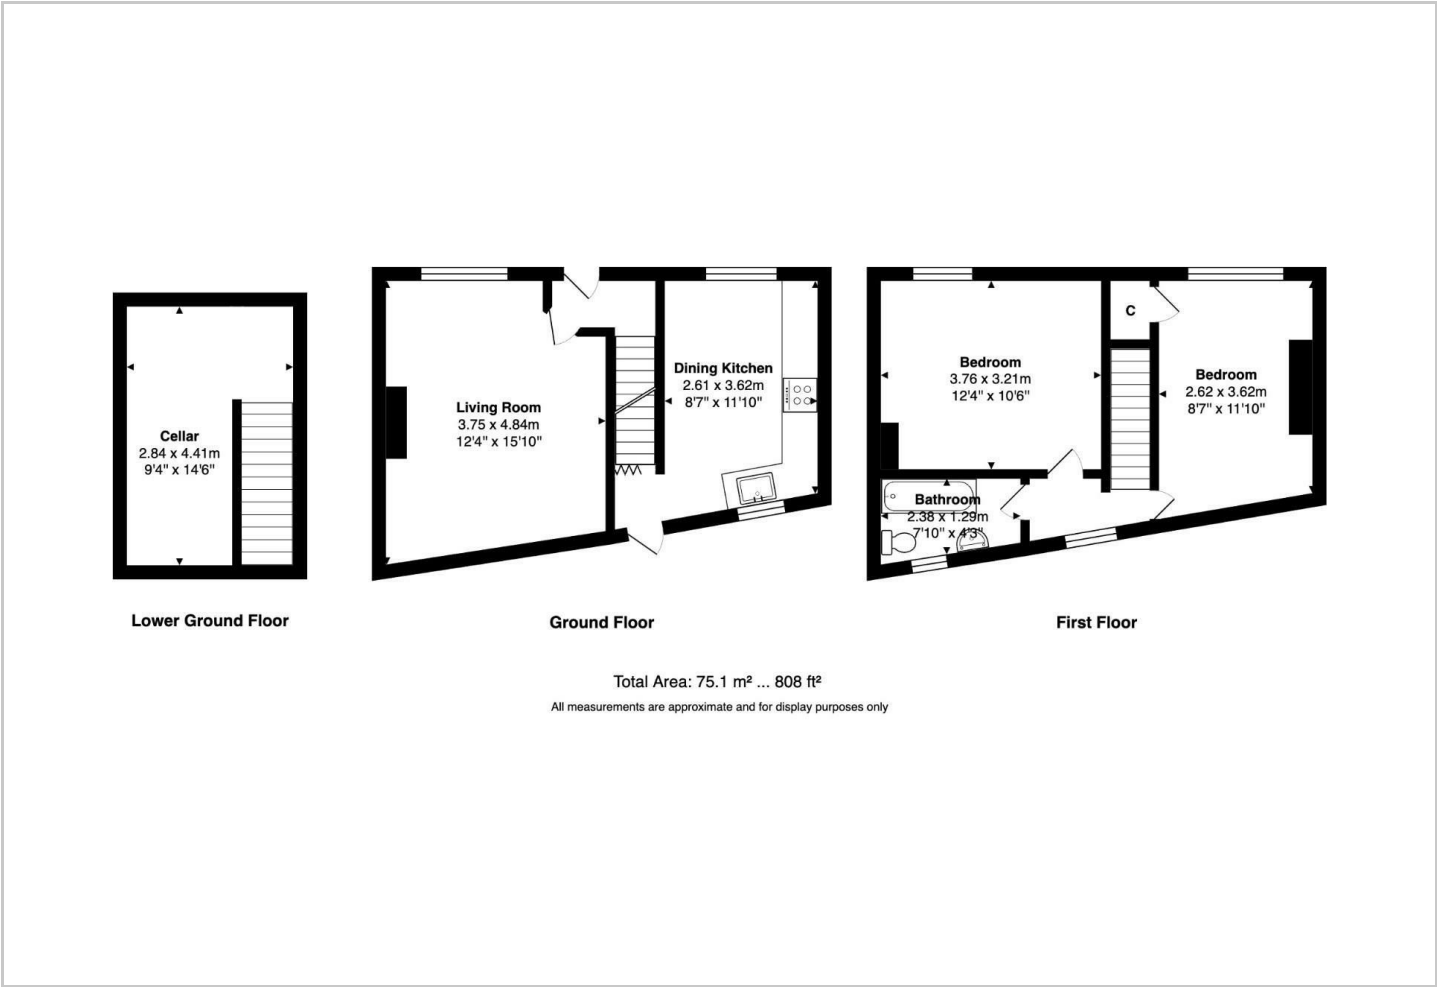 Cellar
2.84 x 4.41m
9'4" x 14'6"
Lower Ground Floor
Living Room
3.75 x 4.84m
12'4" x 15'10"
Dining Kitchen
2.61 x 3.62m
8'7" x 11'10"
Ground Floor
Bedroom
3.76 x 3.21m
12'4" x 10'6"
C
Bedroom
2.62 x 3.62m
8'7" x 11'10"
Bathroom
2.38 x 1.29m
7'10" x 4'3"
First Floor
Total Area: 75.1 m² ... 808 ft²
All measurements are approximate and for display purposes only